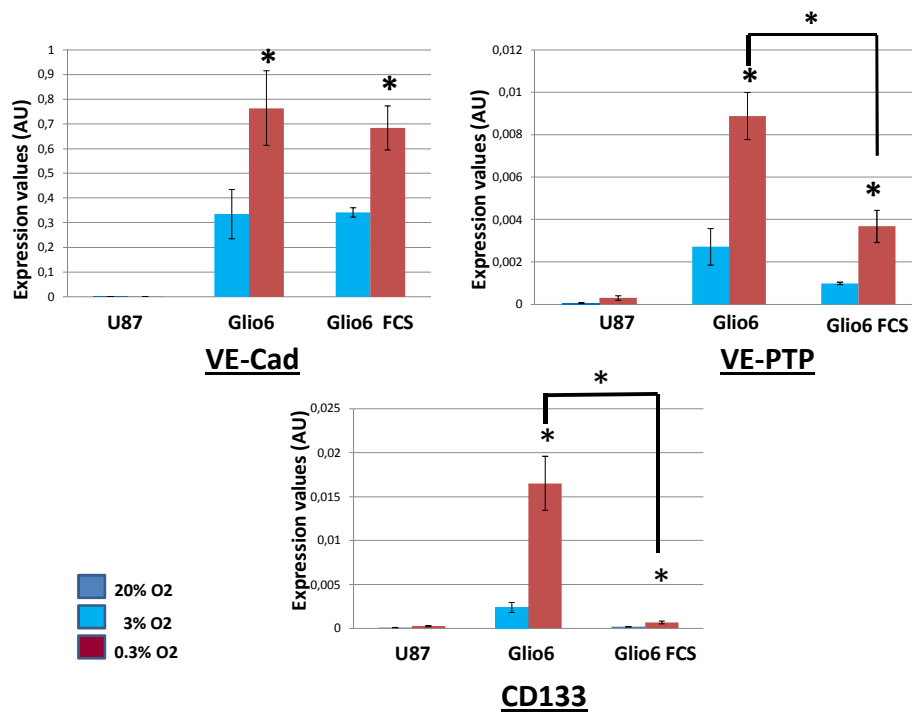 *
Expression values (AU)
1
0,9
0,8
0,7
0,6
0,5
0,4
0,3
0,2
0,1
0
*
*
U87 Glio6 Glio6 FCS
VE-Cad
Expression values (AU)
0,012
0,01
0,008
0,006
0,004
0,002
0
*
*
U87 Glio6 Glio6 FCS
VE-PTP
*
Expression values (AU)
0,025
0,02
0,015
0,01
0,005
0
*
*
U87 Glio6 Glio6 FCS
CD133
20% O2
3% O2
0.3% O2